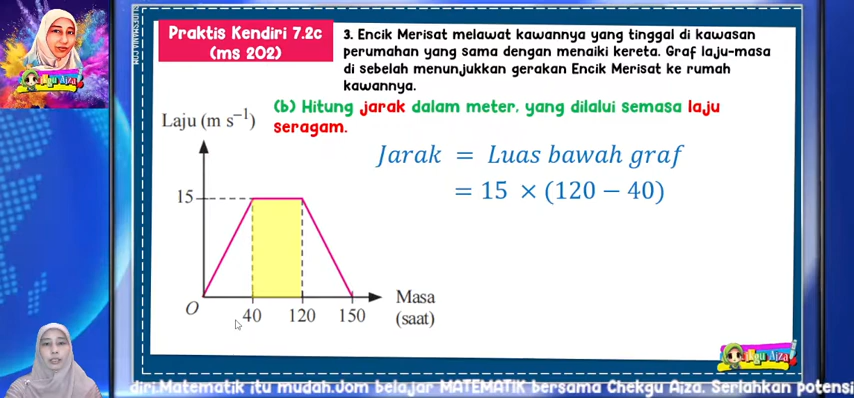 Praktis Kendiri 7.2c
(ms 202)
3. Encik Merisat melawat kawannya yang tinggal di kawasan
perumahan yang sama dengan menaiki kereta. Graf laju-masa
di sebelah menunjukkan gerakan Encik Merisat ke rumah
kawannya.
(b) Hitung jarak dalam meter, yang dilalui semasa laju
seragam.
Laju (m s⁻¹)
Jarak = Luas bawah graf
= 15 × (120 − 40)
15
O
40 120 150
Masa
(saat)
diri.Matematik itu mudah.Jom belajar MATEMATIK bersama Chekgu Aiza. Serlahkan potensi